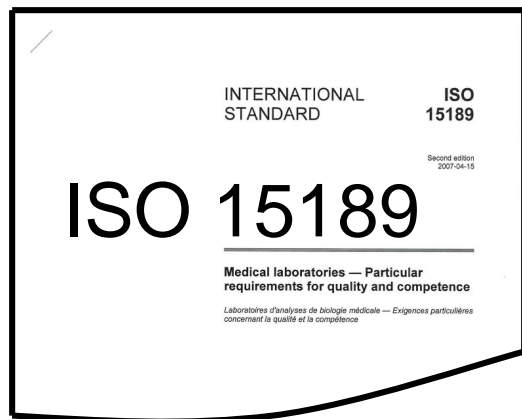 INTERNATIONAL
STANDARD
ISO
15189
Second edition
2007-04-15
ISO 15189
Medical laboratories — Particular
requirements for quality and competence
Laboratoires d'analyses de biologie médicale — Exigences particulières
concernant la qualité et la compétence